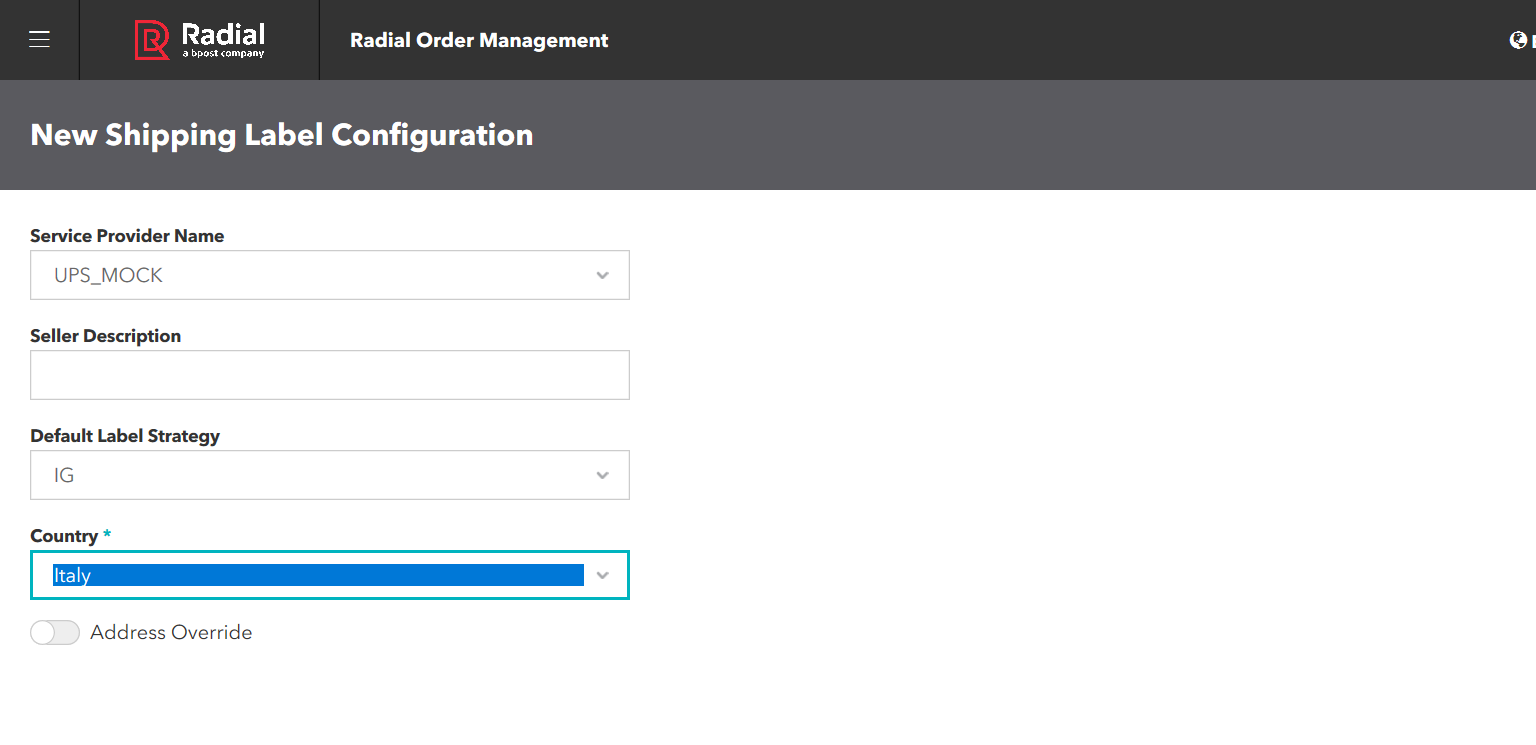 Radial
a bpost company
Radial Order Management
New Shipping Label Configuration
Service Provider Name
UPS_MOCK
Seller Description
Default Label Strategy
IG
Country *
Italy
Address Override